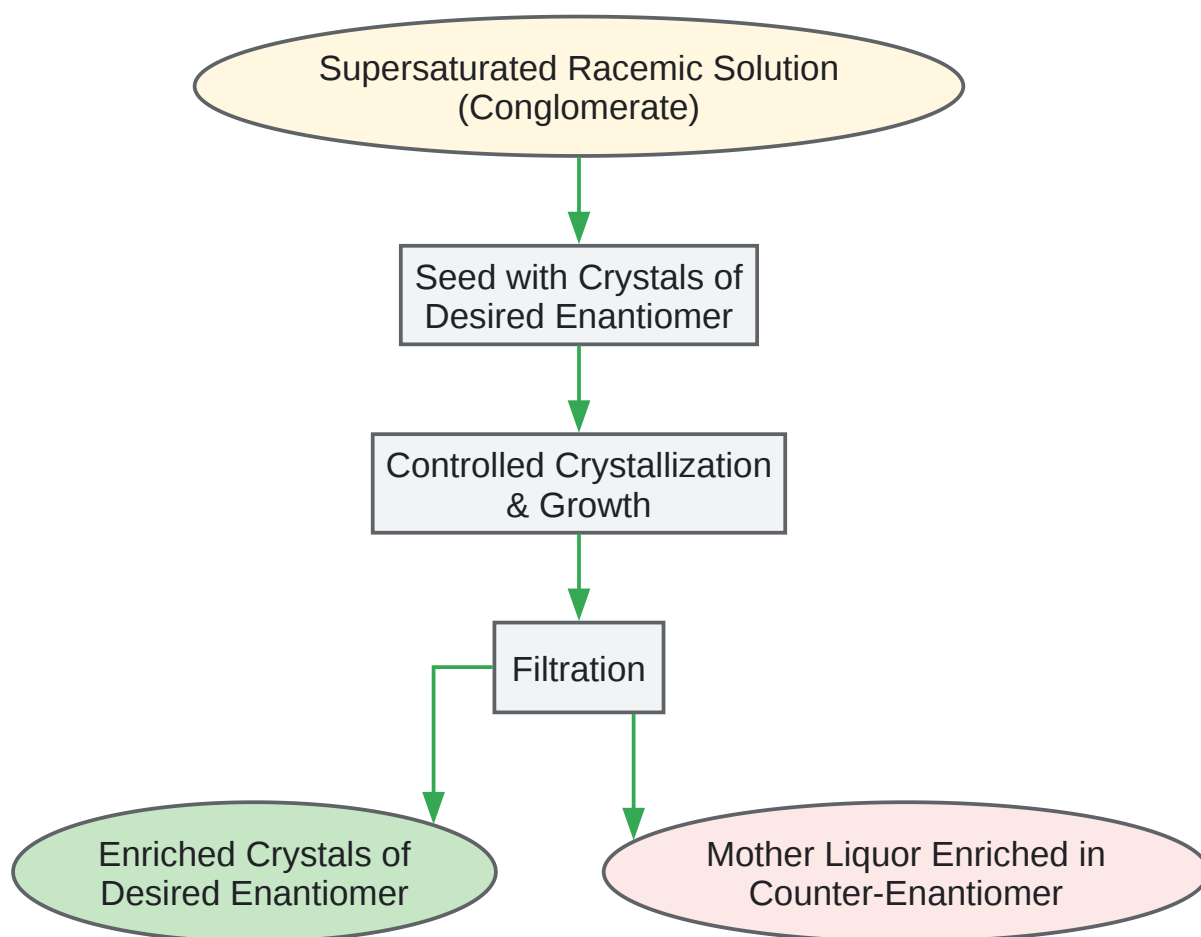 Supersaturated Racemic Solution
(Conglomerate)
Seed with Crystals of
Desired Enantiomer
Controlled Crystallization
& Growth
Filtration
Enriched Crystals of
Desired Enantiomer
Mother Liquor Enriched in
Counter-Enantiomer